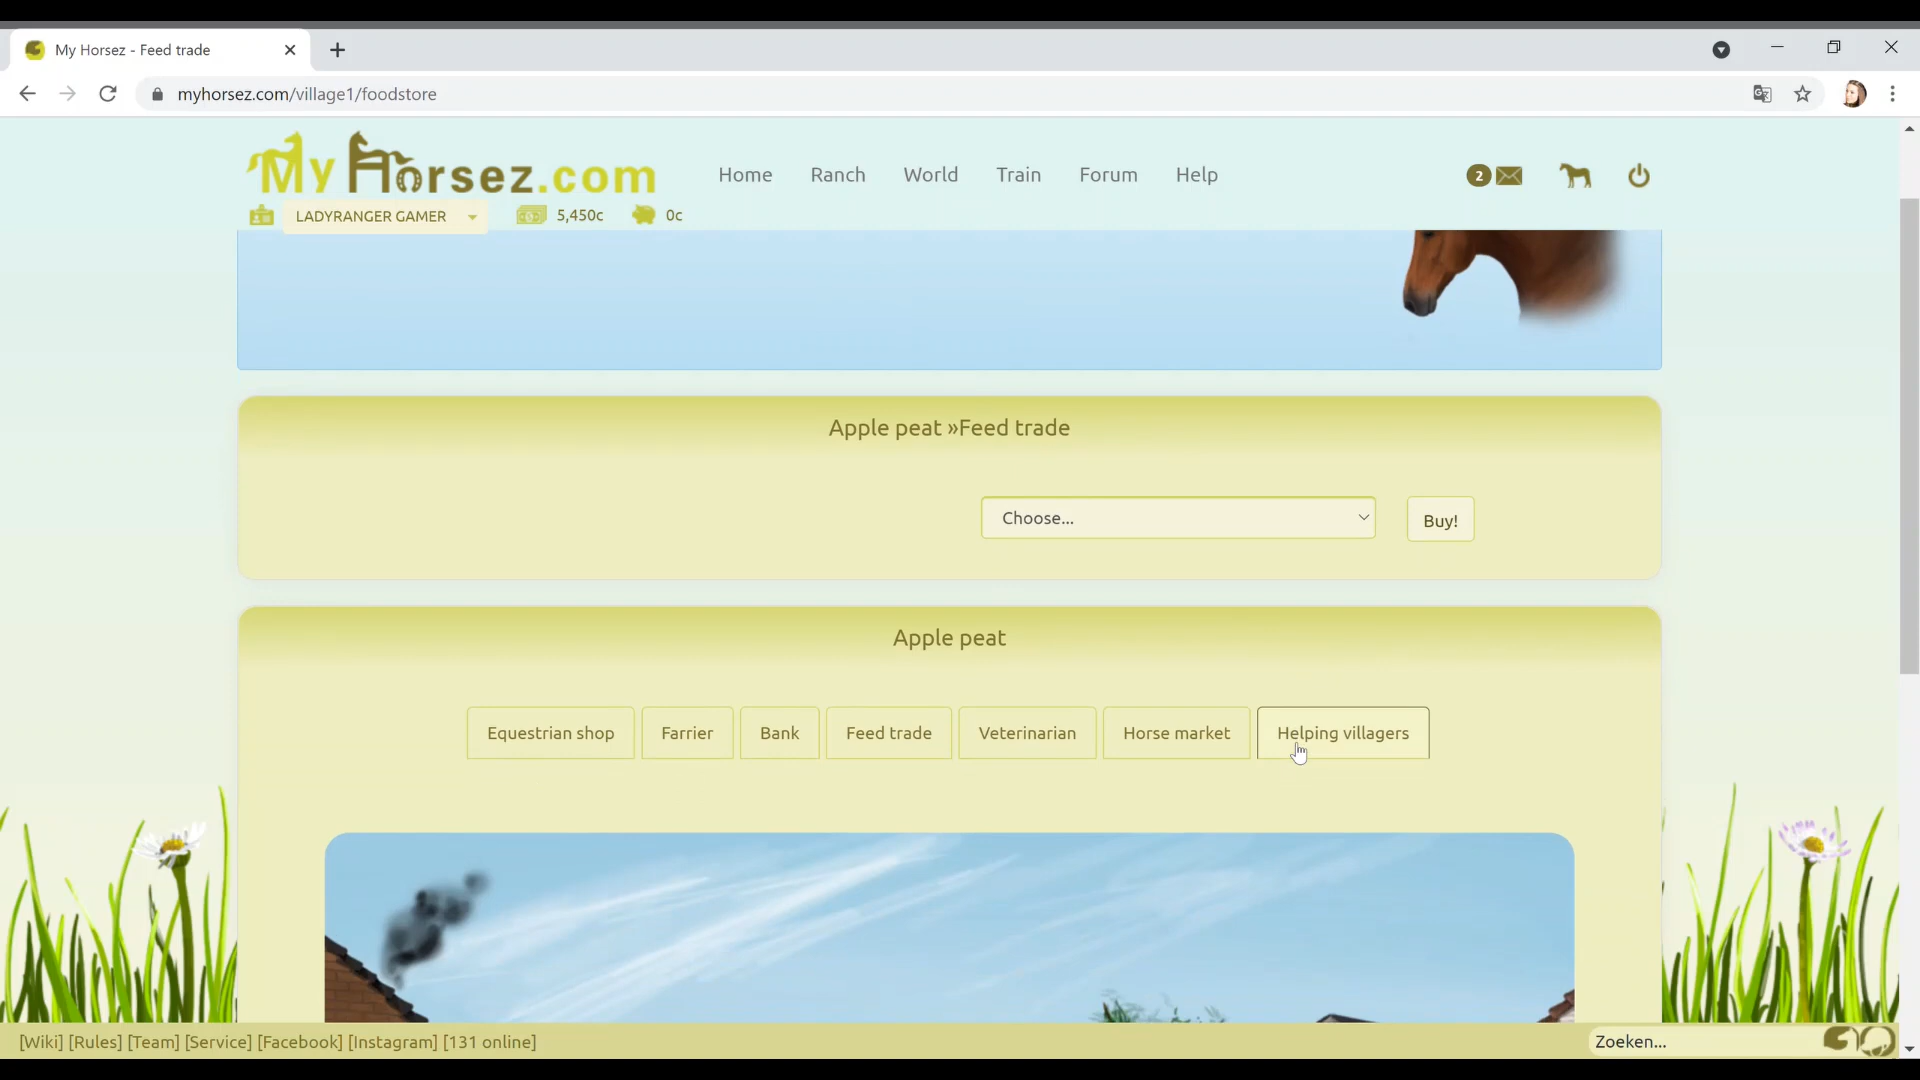 My Horsez - Feed trade
myhorsez.com/village1/foodstore
My Horsez.com
Home Ranch World Train Forum Help
2
LADYRANGER GAMER 5,450c 0c
Apple peat »Feed trade
Choose... Buy!
Apple peat
Equestrian shop Farrier Bank Feed trade Veterinarian Horse market Helping villagers
[Wiki] [Rules] [Team] [Service] [Facebook] [Instagram] [131 online] Zoeken...